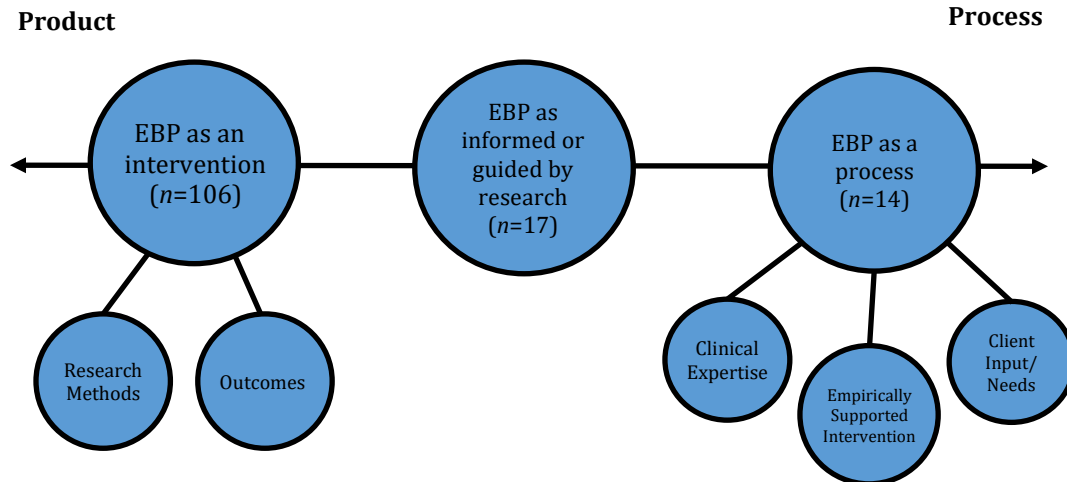 Product
Process
EBP as an
intervention
(n=106)
EBP as
informed or
guided by
research
(n=17)
EBP as a
process
(n=14)
Research
Methods
Outcomes
Clinical
Expertise
Empirically
Supported
Intervention
Client
Input/
Needs